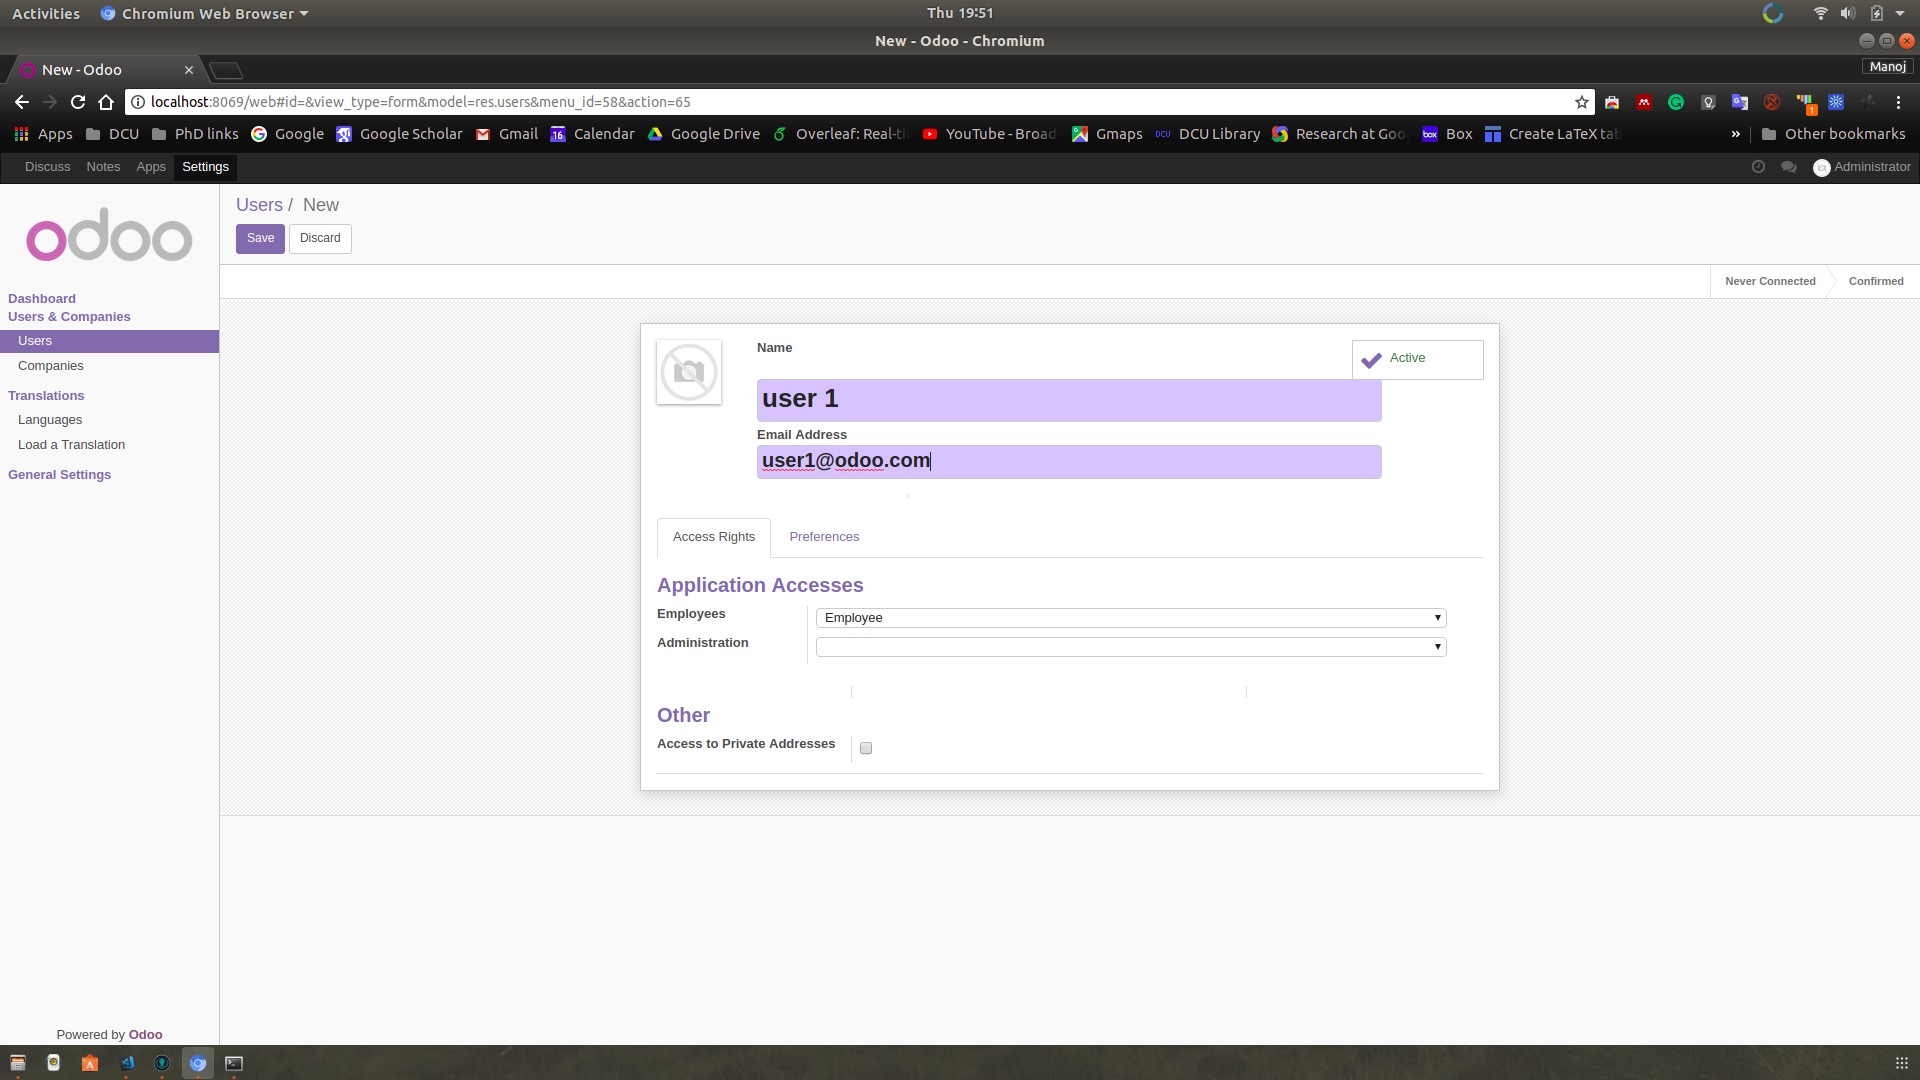 Activities Chromium Web Browser Thu 19:51
New - Odoo - Chromium
New - Odoo Manoj
localhost:8069/web#id=&view_type=form&model=res.users&menu_id=58&action=65
Apps DCU PhD links Google Google Scholar Gmail 16 Calendar Google Drive Overleaf: Real-ti YouTube - Broad Gmaps DCU DCU Library Research at Goo box Box Create LaTeX tab » Other bookmarks
Discuss Notes Apps Settings Administrator
odoo
Users / New
Save Discard
Never Connected Confirmed
Dashboard
Users & Companies
Users
Companies
Translations
Languages
Load a Translation
General Settings
Name
Active
user 1
Email Address
user1@odoo.com
Access Rights Preferences
Application Accesses
Employees Employee
Administration
Other
Access to Private Addresses
Powered by Odoo